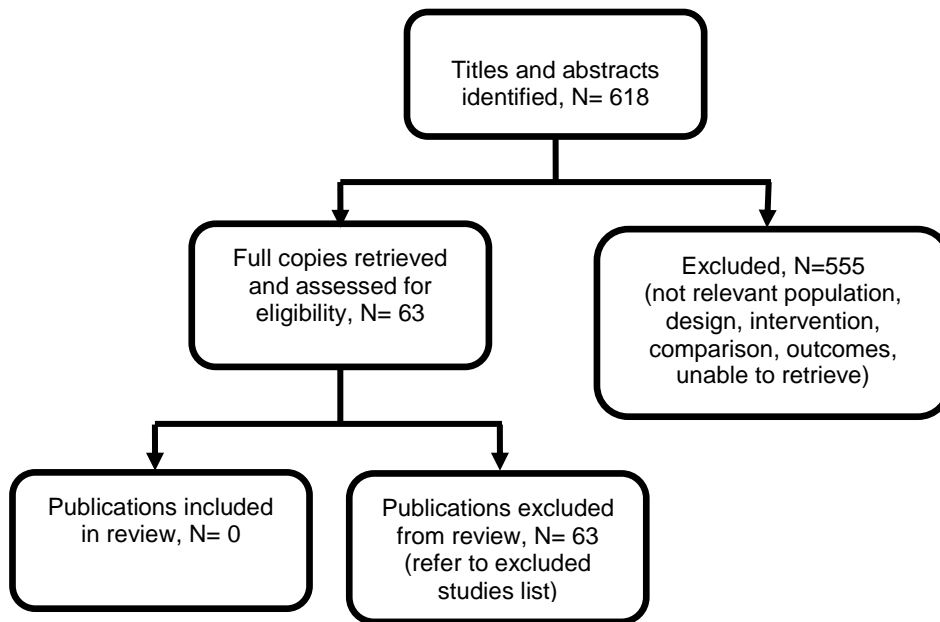 Titles and abstracts
identified, N= 618
Full copies retrieved
and assessed for
eligibility, N= 63
Excluded, N=555
(not relevant population,
design, intervention,
comparison, outcomes,
unable to retrieve)
Publications included
in review, N= 0
Publications excluded
from review, N= 63
(refer to excluded
studies list)